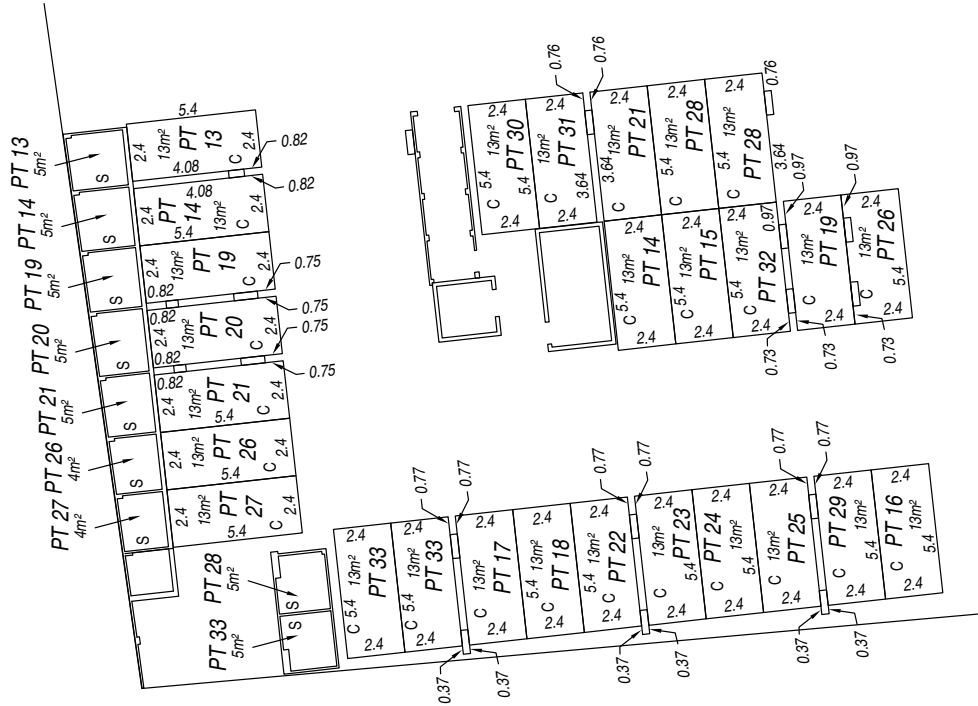 PT 13
5m²
S
PT 14
5m²
S
PT 19
5m²
S
PT 20
5m²
S
PT 21
5m²
S
PT 26
4m²
S
PT 27
4m²
S
PT 28
5m²
S
PT 33
5m²
S
5.4
2.4
13m²
PT
13
4.08
C
2.4
0.82
4.08
2.4
PT
14
13m²
C
2.4
0.82
5.4
2.4
13m²
PT
19
C
2.4
0.82
0.75
0.82
2.4
13m²
PT
20
C
2.4
0.75
0.75
0.82
0.82
2.4
13m²
PT
21
5.4
C
2.4
0.75
2.4
13m²
PT
26
5.4
C
2.4
2.4
13m²
PT
27
5.4
C
2.4
2.4
13m²
PT 30
5.4
C
2.4
0.76
0.76
2.4
13m²
PT 31
5.4
C
3.64
2.4
2.4
13m²
PT 21
3.64
C
2.4
13m²
PT 28
5.4
C
2.4
13m²
PT 28
5.4
C
0.76
3.64
2.4
13m²
PT 14
5.4
C
2.4
2.4
13m²
PT 15
5.4
C
2.4
2.4
0.97
0.97
13m²
PT 32
5.4
C
2.4
0.73
0.97
2.4
13m²
PT 19
C
2.4
0.73
2.4
13m²
PT 26
C
5.4
2.4
0.73
2.4
13m²
PT 33
5.4
C
2.4
0.77
0.77
2.4
13m²
PT 33
5.4
C
2.4
0.37
0.37
2.4
13m²
PT 17
C
2.4
2.4
13m²
PT 18
5.4
C
2.4
0.77
0.77
2.4
13m²
PT 22
5.4
C
2.4
0.37
0.37
2.4
PT 23
13m²
C
5.4
2.4
2.4
PT 24
13m²
C
5.4
2.4
0.77
0.77
2.4
PT 25
13m²
C
2.4
0.37
0.37
2.4
PT 29
13m²
C
5.4
2.4
2.4
PT 16
13m²
C
5.4
2.4